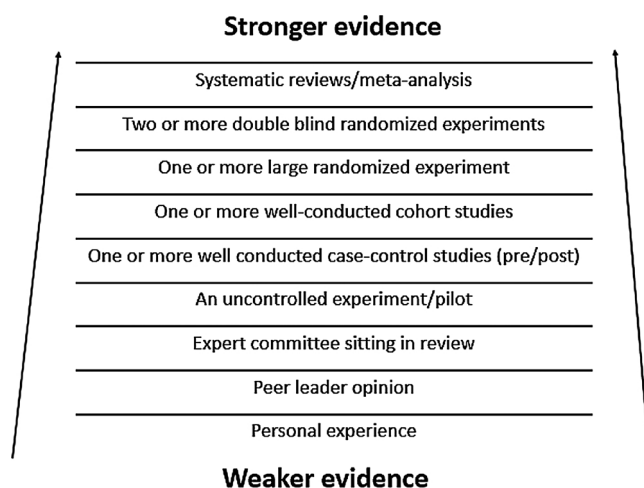 Stronger evidence
Systematic reviews/meta-analysis
Two or more double blind randomized experiments
One or more large randomized experiment
One or more well-conducted cohort studies
One or more well conducted case-control studies (pre/post)
An uncontrolled experiment/pilot
Expert committee sitting in review
Peer leader opinion
Personal experience
Weaker evidence